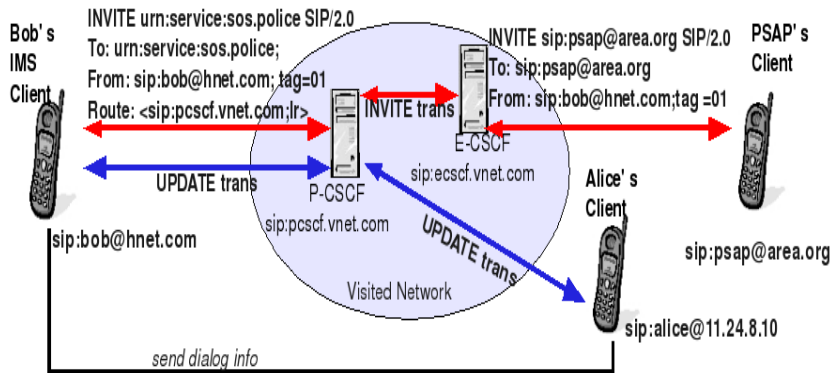 Bob's
IMS
Client
INVITE urn:service:sos.police SIP/2.0
To: urn:service:sos.police;
From: sip:bob@hnet.com; tag=01
Route: <sip:pcscf.vnet.com;lr>
INVITE sip:psap@area.org SIP/2.0
To: sip:psap@area.org
From: sip:bob@hnet.com;tag =01
PSAP's
Client
INVITE trans
E-CSCF
sip:ecscf.vnet.com
UPDATE trans
P-CSCF
sip:pcscf.vnet.com
Alice's
Client
UPDATE trans
sip:bob@hnet.com
sip:psap@area.org
Visited Network
sip:alice@11.24.8.10
send dialog info